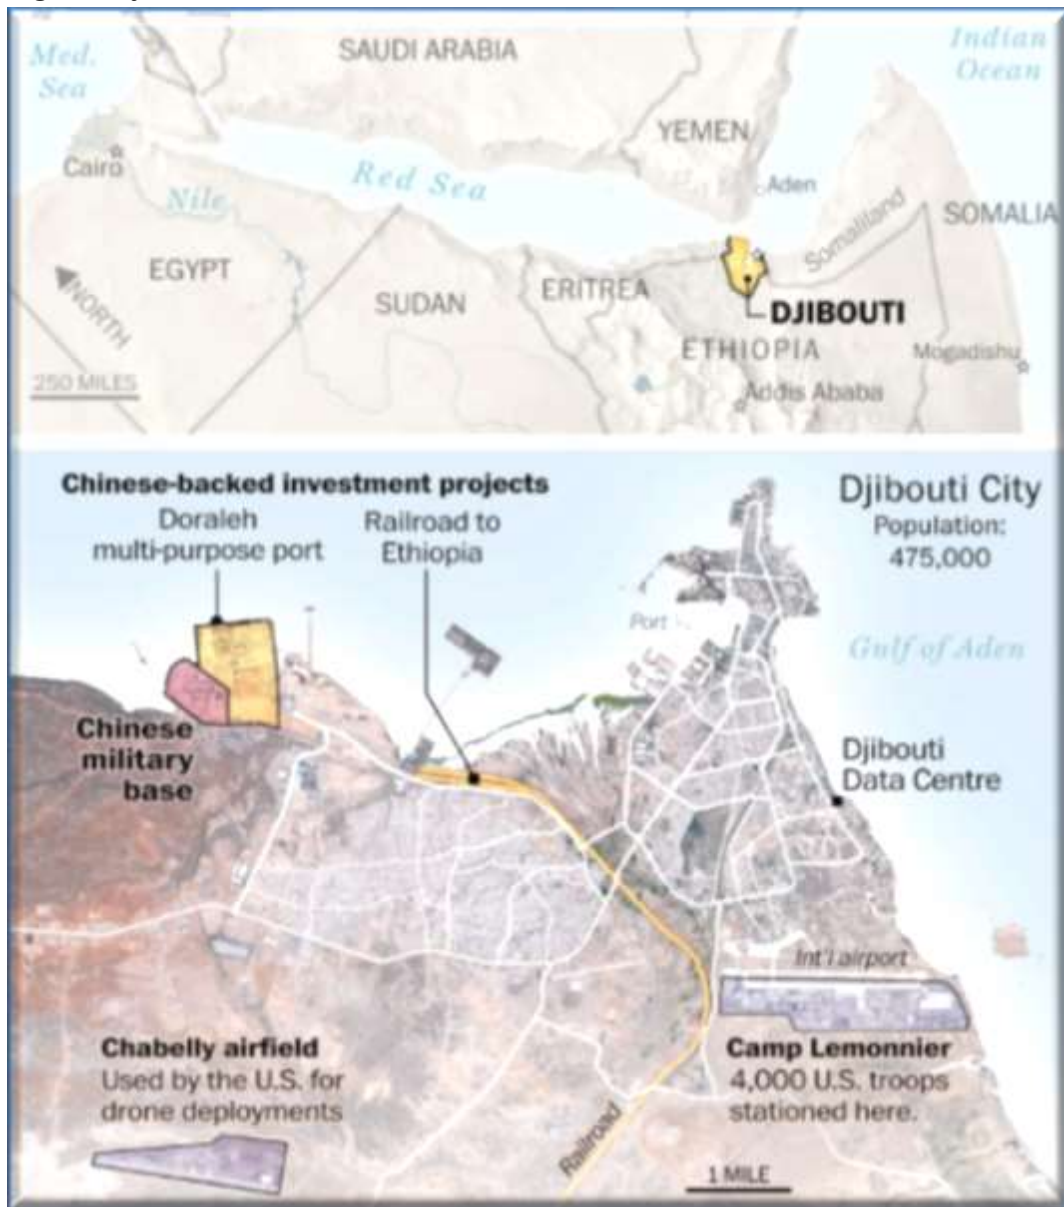 Med.
Sea
SAUDI ARABIA
Indian
Ocean
YEMEN
Cairo
Red Sea
Aden
Nile
Somaliland
SOMALIA
EGYPT
NORTH
SUDAN
ERITREA
DJIBOUTI
ETHIOPIA
Mogadishu
250 MILES
Addis Ababa
Chinese-backed investment projects
Doraleh
multi-purpose port
Railroad to
Ethiopia
Djibouti City
Population:
475,000
Port
Gulf of Aden
Chinese
military
base
Djibouti
Data Centre
Int'l airport
Chabelly airfield
Used by the U.S. for
drone deployments
Camp Lemonnier
4,000 U.S. troops
stationed here.
Railroad
1 MILE